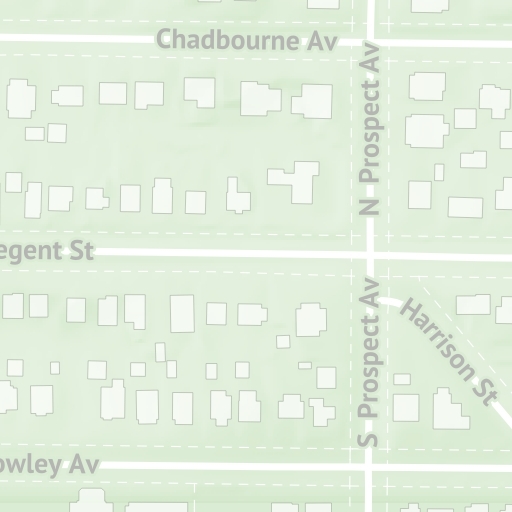 Chadbourne Av
N Prospect Av
egent St
S Prospect Av
Harrison St
owley Av